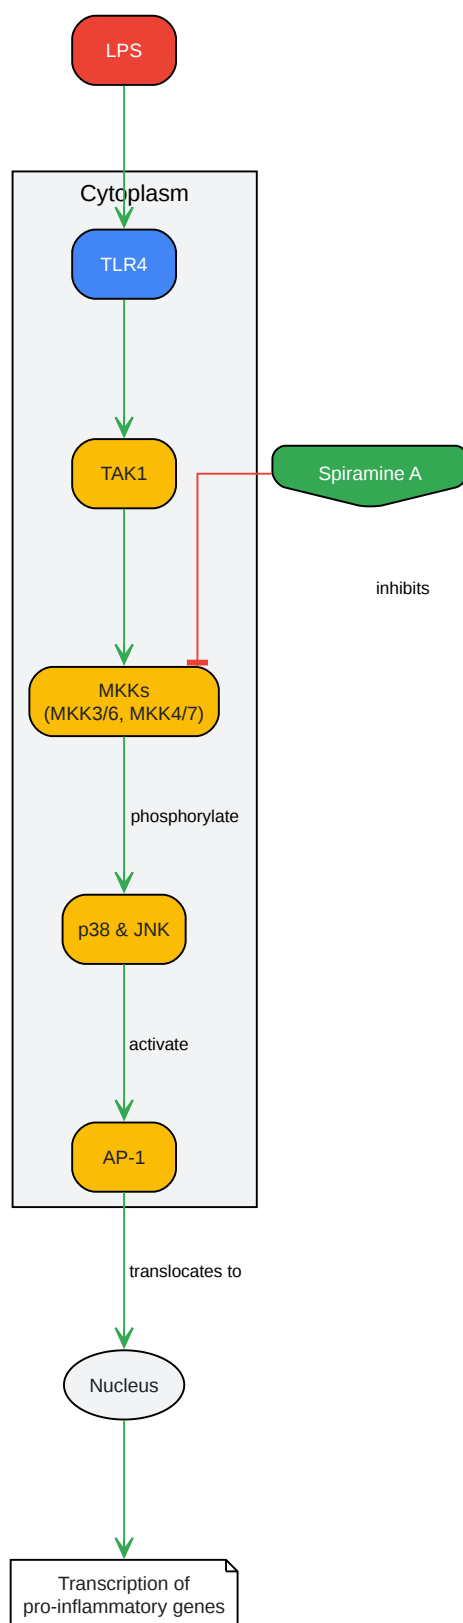 LPS
Cytoplasm
TLR4
TAK1
Spiramine A
inhibits
MKKs
(MKK3/6, MKK4/7)
phosphorylate
p38 & JNK
activate
AP-1
translocates to
Nucleus
Transcription of
pro-inflammatory genes